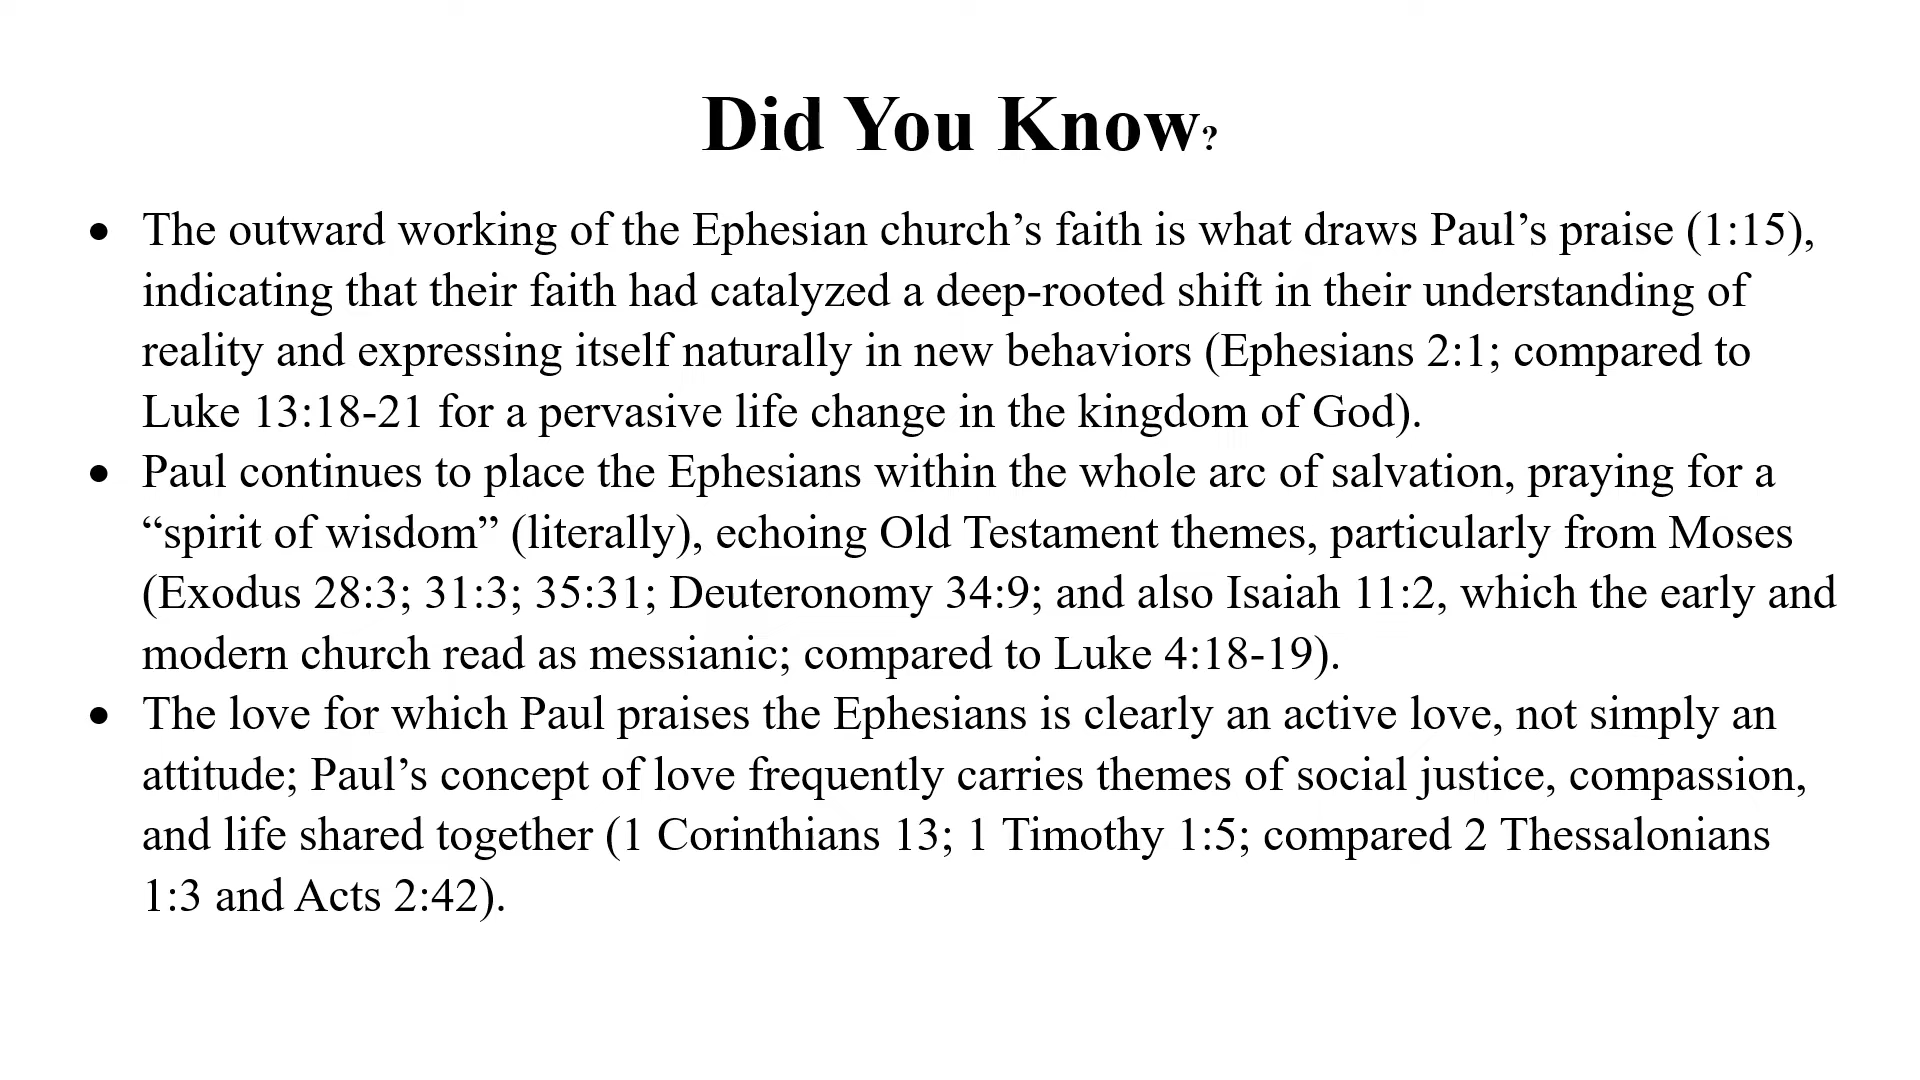 Did You Know?
• The outward working of the Ephesian church’s faith is what draws Paul’s praise (1:15),
indicating that their faith had catalyzed a deep-rooted shift in their understanding of
reality and expressing itself naturally in new behaviors (Ephesians 2:1; compared to
Luke 13:18-21 for a pervasive life change in the kingdom of God).
• Paul continues to place the Ephesians within the whole arc of salvation, praying for a
“spirit of wisdom” (literally), echoing Old Testament themes, particularly from Moses
(Exodus 28:3; 31:3; 35:31; Deuteronomy 34:9; and also Isaiah 11:2, which the early and
modern church read as messianic; compared to Luke 4:18-19).
• The love for which Paul praises the Ephesians is clearly an active love, not simply an
attitude; Paul’s concept of love frequently carries themes of social justice, compassion,
and life shared together (1 Corinthians 13; 1 Timothy 1:5; compared 2 Thessalonians
1:3 and Acts 2:42).